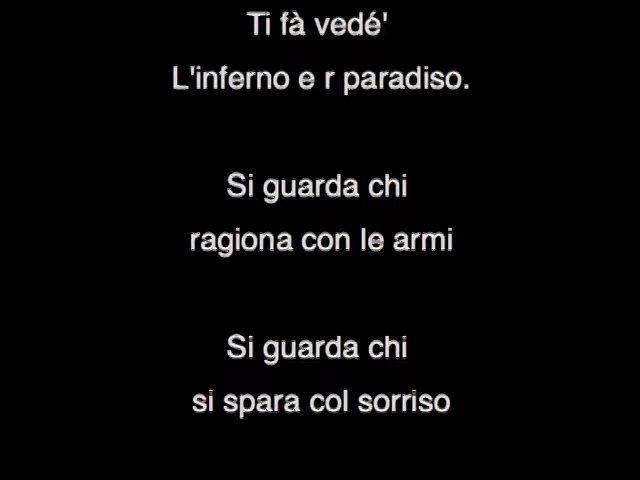 Ti fà vedé'
L'inferno e r paradiso.
Si guarda chi
ragiona con le armi
Si guarda chi
si spara col sorriso